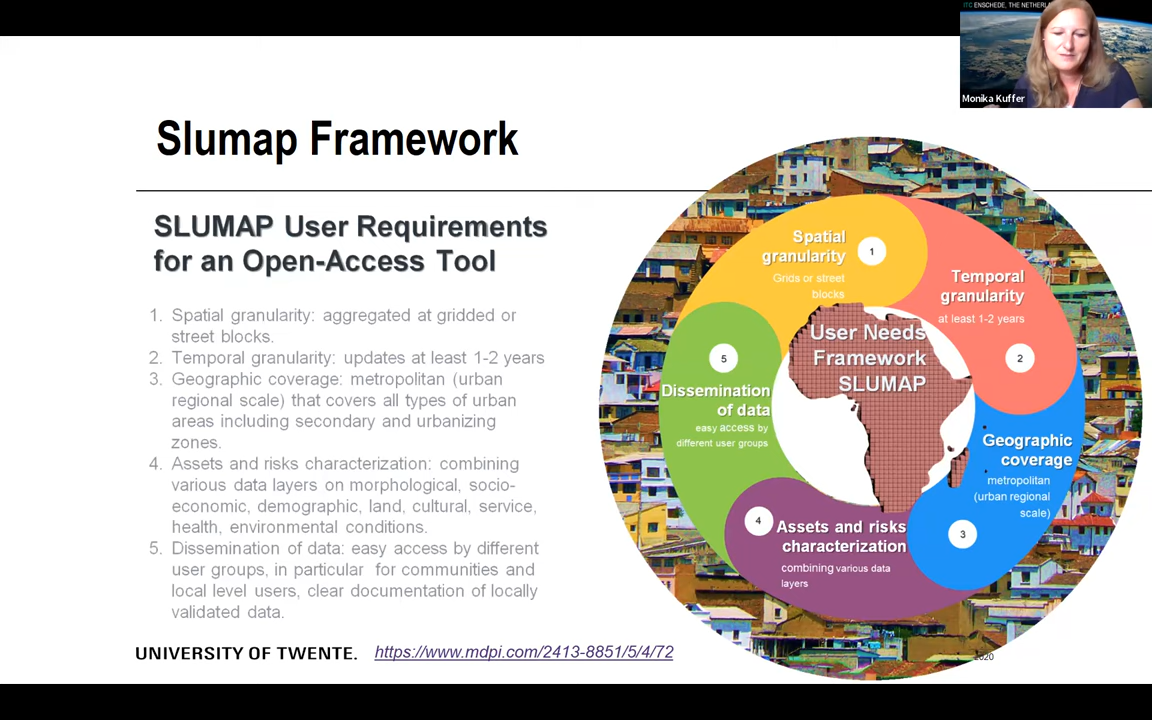 ITC ENSCHEDE, THE NETHERL
Monika Kuffer
Slumap Framework
SLUMAP User Requirements
for an Open-Access Tool
1. Spatial granularity: aggregated at gridded or
street blocks.
2. Temporal granularity: updates at least 1-2 years
3. Geographic coverage: metropolitan (urban
regional scale) that covers all types of urban
areas including secondary and urbanizing
zones.
4. Assets and risks characterization: combining
various data layers on morphological, socio-
economic, demographic, land, cultural, service,
health, environmental conditions.
5. Dissemination of data: easy access by different
user groups, in particular for communities and
local level users, clear documentation of locally
validated data.
UNIVERSITY OF TWENTE.
https://www.mdpi.com/2413-8851/5/4/72
User Needs
Framework
SLUMAP
Spatial
granularity
1
Grids or street
blocks
Temporal
granularity
at least 1-2 years
2
Geographic
coverage
metropolitan
(urban regional
scale)
3
4
Assets and risks
characterization
combining various data
layers
5
Dissemination
of data
easy access by
different user groups
2020